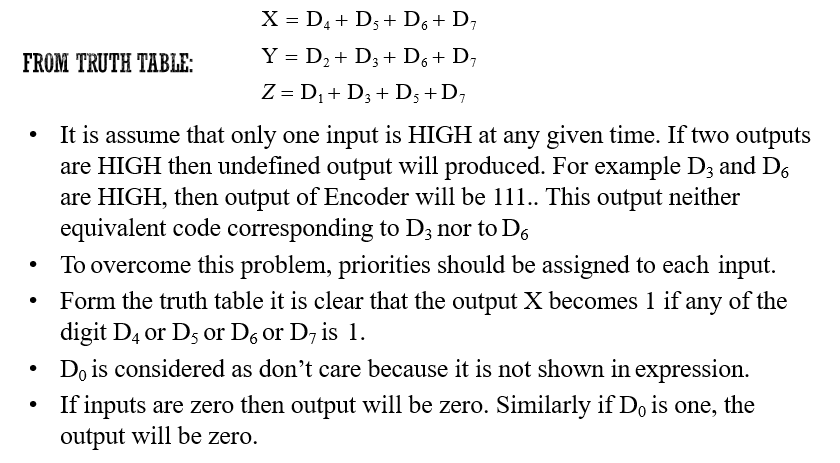 X = D₄ + D₅ + D₆ + D₇
FROM TRUTH TABLE:
Y = D₂ + D₃ + D₆ + D₇
Z = D₁ + D₃ + D₅ + D₇
• It is assume that only one input is HIGH at any given time. If two outputs
are HIGH then undefined output will produced. For example D₃ and D₆
are HIGH, then output of Encoder will be 111.. This output neither
equivalent code corresponding to D₃ nor to D₆
• To overcome this problem, priorities should be assigned to each input.
• Form the truth table it is clear that the output X becomes 1 if any of the
digit D₄ or D₅ or D₆ or D₇ is 1.
• D₀ is considered as don’t care because it is not shown in expression.
• If inputs are zero then output will be zero. Similarly if D₀ is one, the
output will be zero.